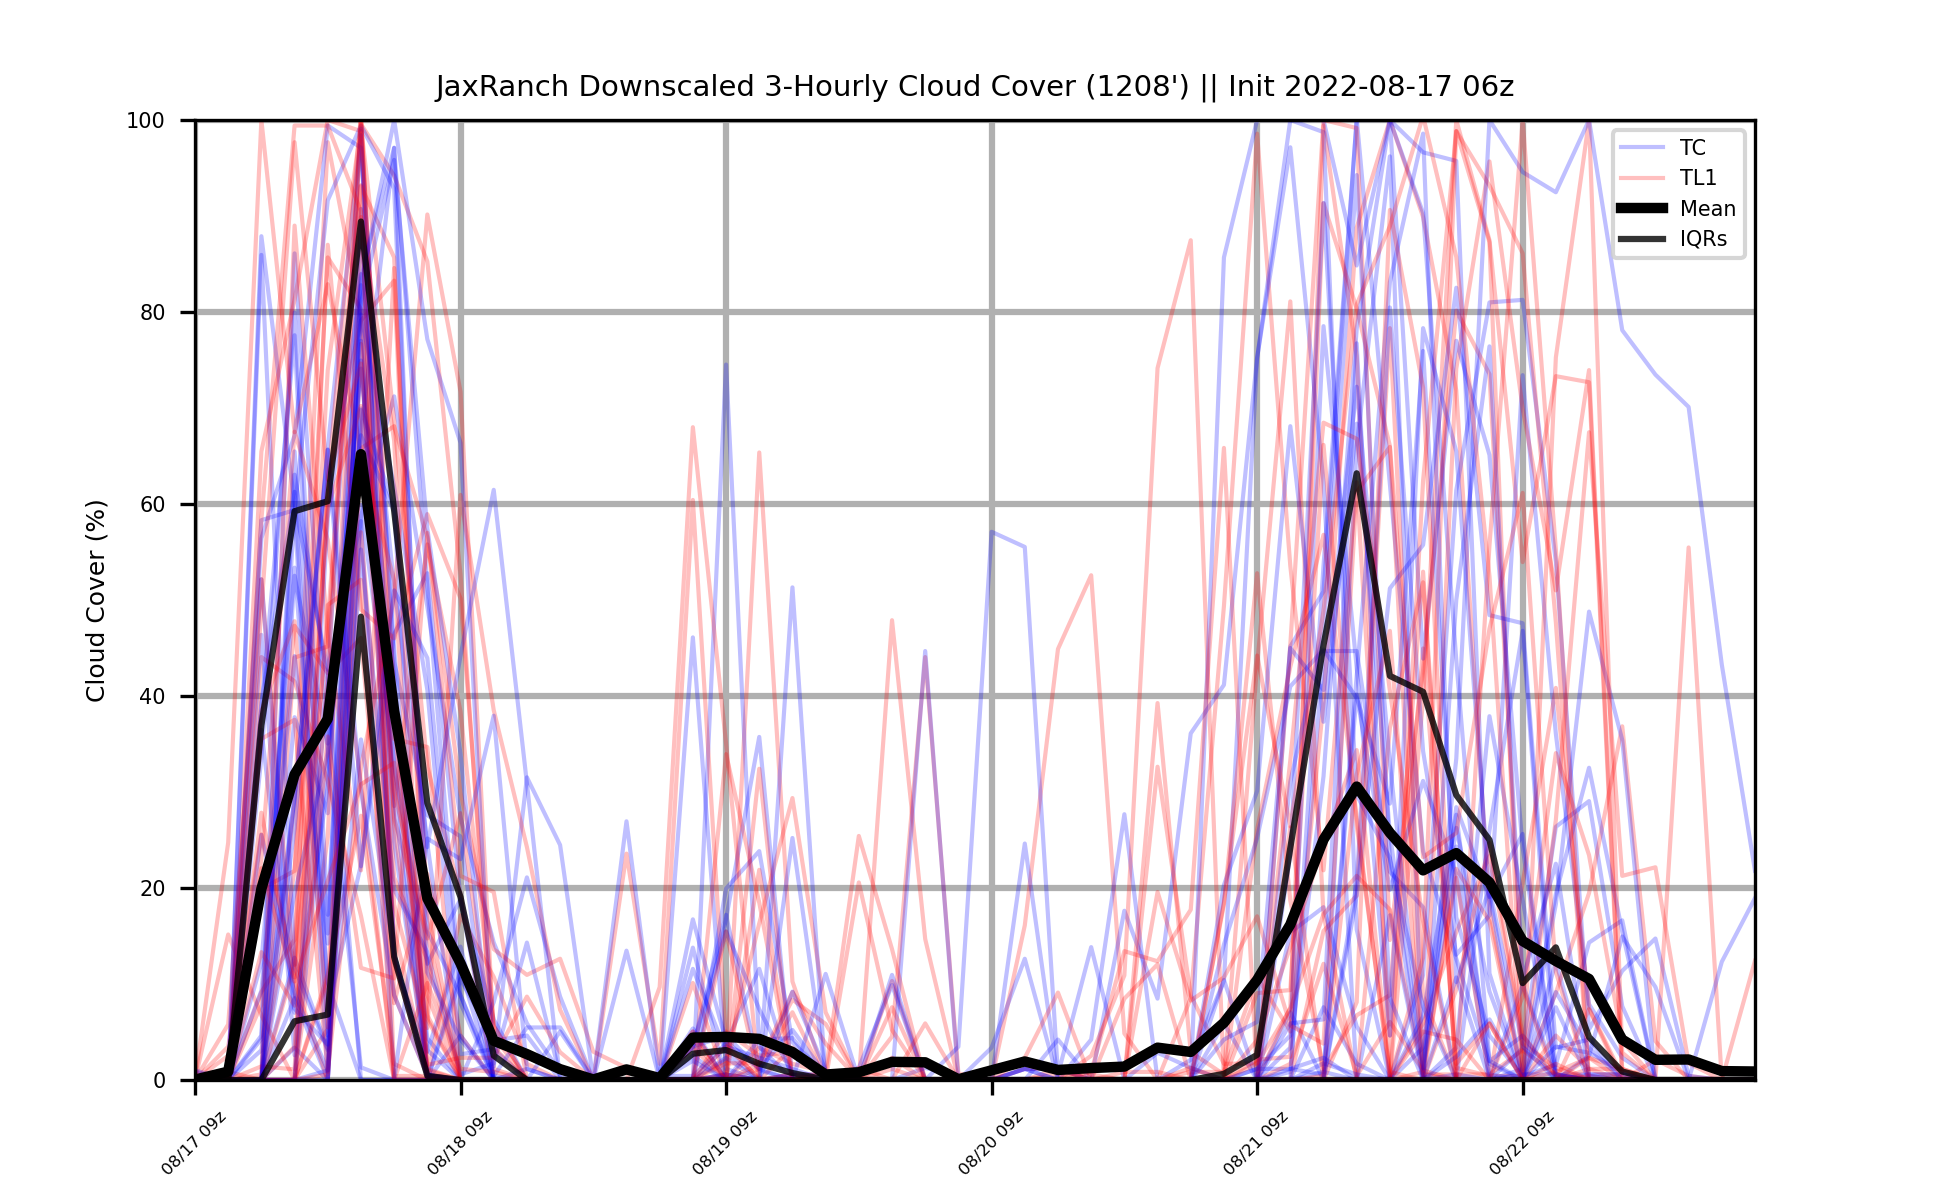 JaxRanch Downscaled 3-Hourly Cloud Cover (1208') || Init 2022-08-17 06z
100
80
60
40
20
0
Cloud Cover (%)
TC
TL1
Mean
IQRs
08/17 09z
08/18 09z
08/19 09z
08/20 09z
08/21 09z
08/22 09z